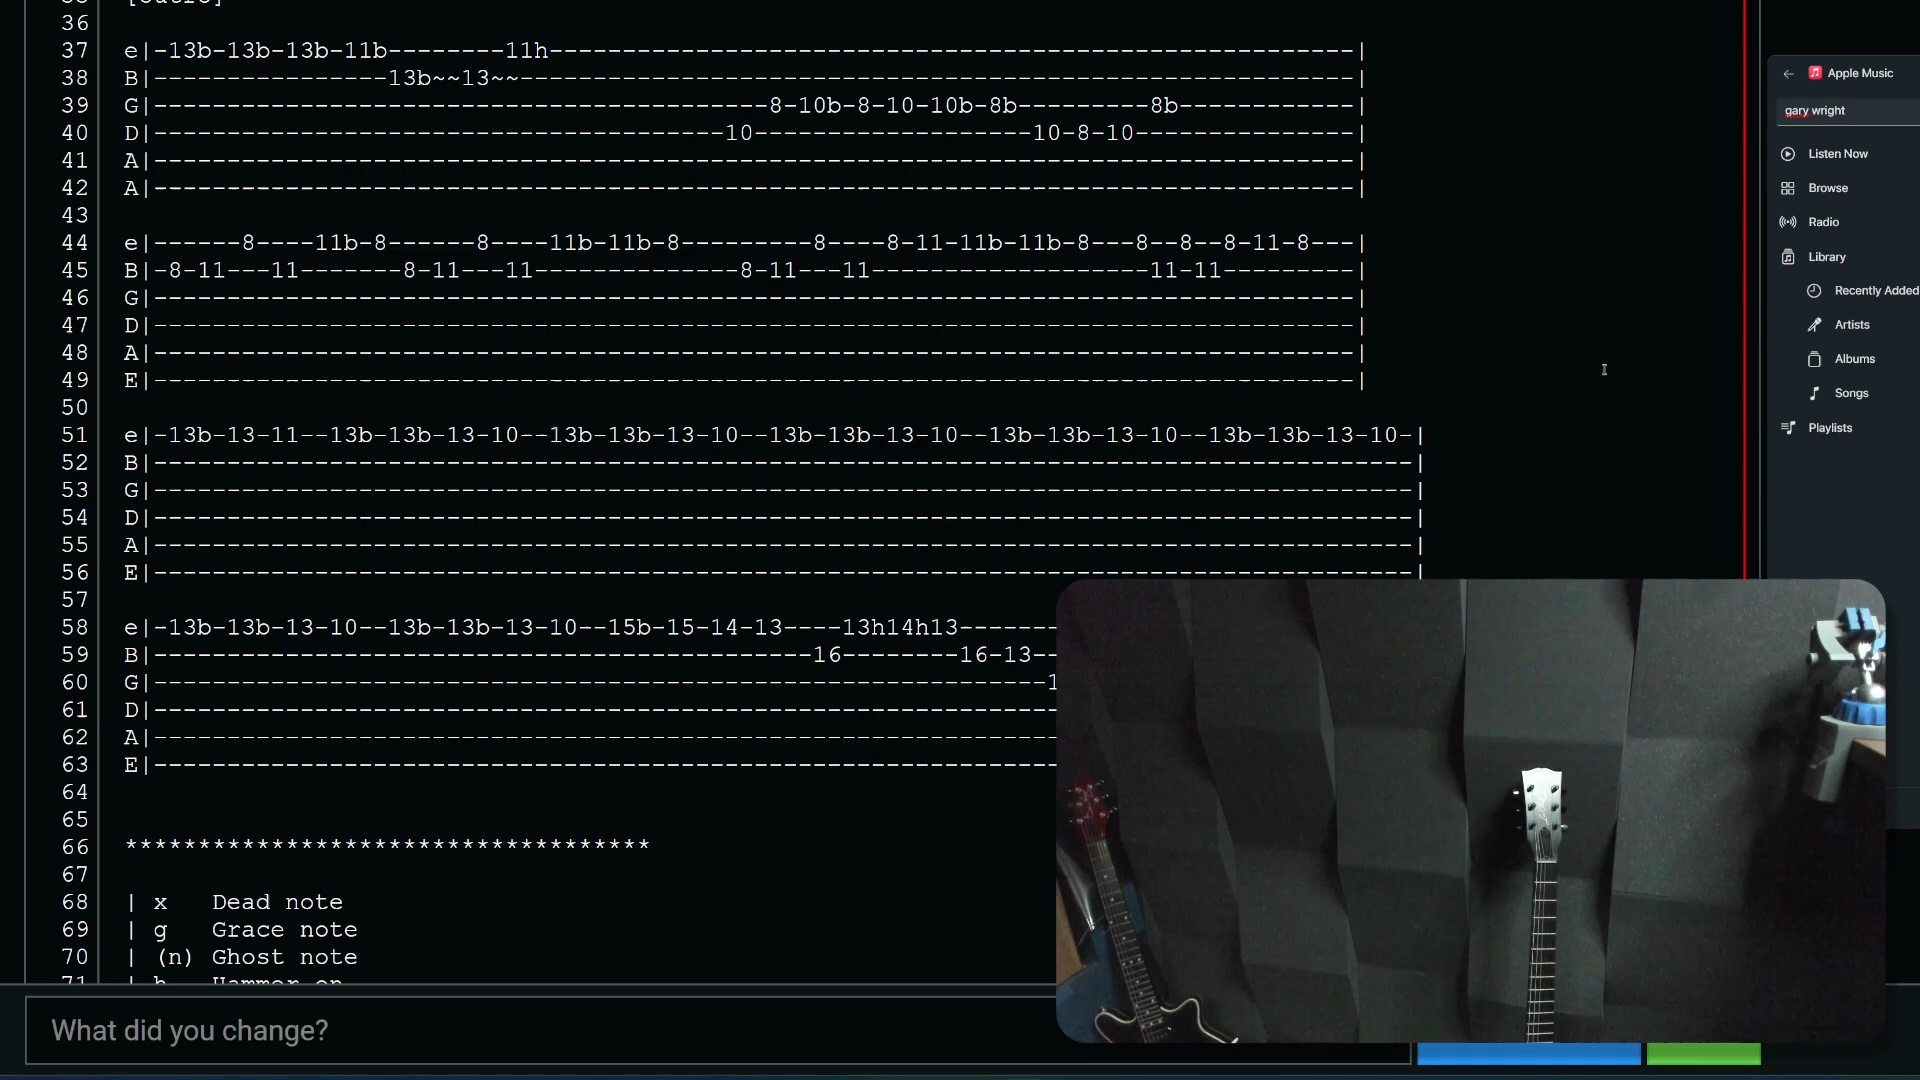 36
37 e|-13b-13b-13b-11b--------11h-------------------------------------------------------|
38 B|----------------13b~~13~~---------------------------------------------------------|
39 G|------------------------------------------8-10b-8-10-10b-8b---------8b------------|
40 D|---------------------------------------10-------------------10-8-10---------------|
41 A|----------------------------------------------------------------------------------|
42 A|----------------------------------------------------------------------------------|
43
44 e|------8----11b-8------8----11b-11b-8---------8----8-11-11b-11b-8---8--8--8-11-8---|
45 B|-8-11---11-------8-11---11--------------8-11---11-------------------11-11---------|
46 G|----------------------------------------------------------------------------------|
47 D|----------------------------------------------------------------------------------|
48 A|----------------------------------------------------------------------------------|
49 E|----------------------------------------------------------------------------------|
50
51 e|-13b-13-11--13b-13b-13-10--13b-13b-13-10--13b-13b-13-10--13b-13b-13-10--13b-13b-13-10-|
52 B|--------------------------------------------------------------------------------------|
53 G|--------------------------------------------------------------------------------------|
54 D|--------------------------------------------------------------------------------------|
55 A|--------------------------------------------------------------------------------------|
56 E|--------------------------------------------------------------------------------------|
57
58 e|-13b-13b-13-10--13b-13b-13-10--15b-15-14-13----13h14h13-------
59 B|---------------------------------------------16--------16-13--
60 G|-------------------------------------------------------------1
61 D|--------------------------------------------------------------
62 A|--------------------------------------------------------------
63 E|--------------------------------------------------------------
64
65
66 ************************************
67
68 | x Dead note
69 | g Grace note
70 | (n) Ghost note
71 | h Hammer on
What did you change?
Apple Music
gary wright
Listen Now
Browse
Radio
Library
Recently Added
Artists
Albums
Songs
Playlists